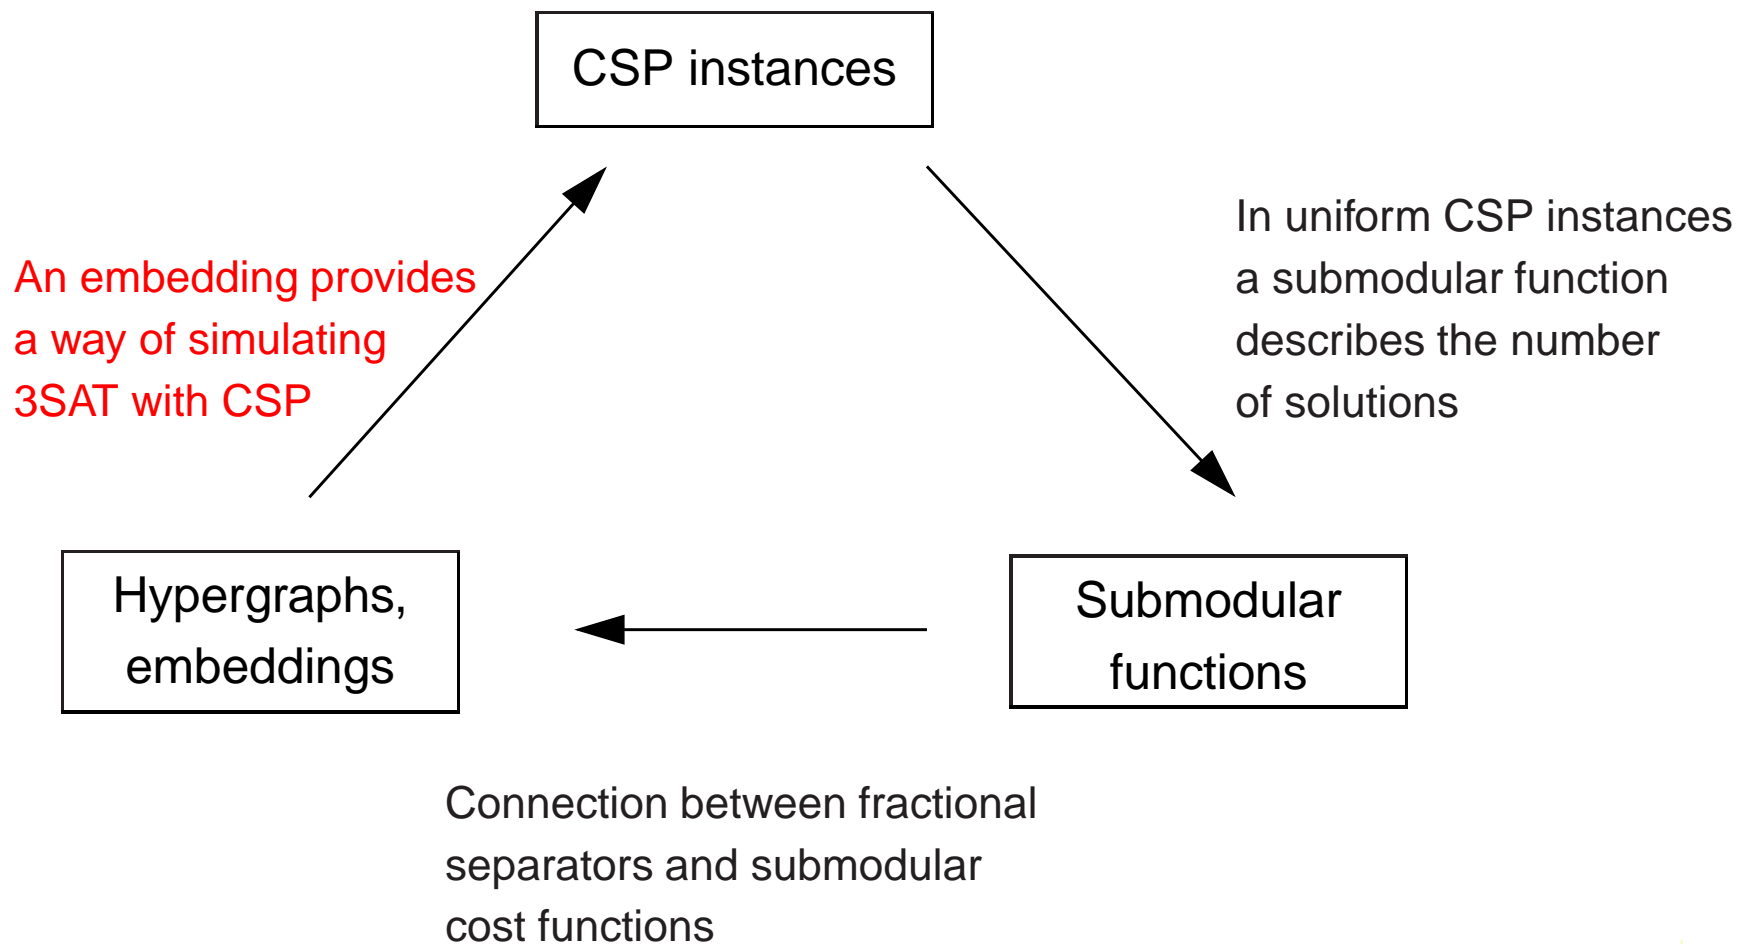 CSP instances
In uniform CSP instances
a submodular function
describes the number
of solutions
An embedding provides
a way of simulating
3SAT with CSP
Hypergraphs,
embeddings
Submodular
functions
Connection between fractional
separators and submodular
cost functions